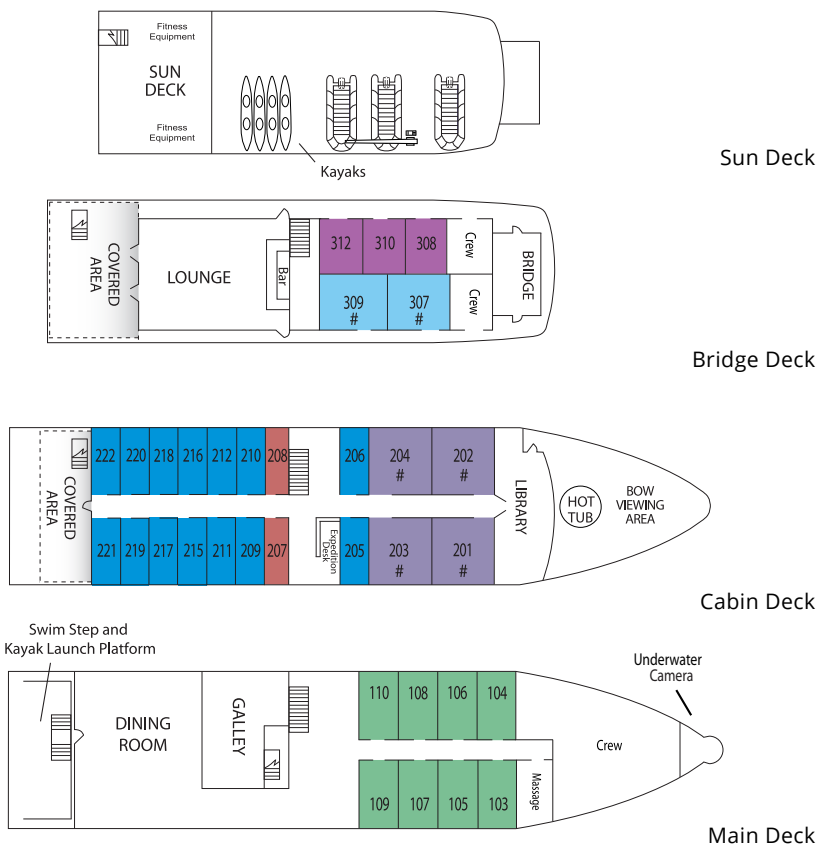 Fitness
Equipment
SUN
DECK
Fitness
Equipment
Kayaks
Sun Deck
COVERED
AREA
LOUNGE
Bar
312
310
308
Crew
309
#
307
#
Crew
BRIDGE
Bridge Deck
COVERED
AREA
222
220
218
216
212
210
208
206
204
#
202
#
221
219
217
215
211
209
207
Expedition
Desk
205
203
#
201
#
LIBRARY
HOT
TUB
BOW
VIEWING
AREA
Cabin Deck
Swim Step and
Kayak Launch Platform
DINING
ROOM
GALLEY
110
108
106
104
109
107
105
103
Massage
Crew
Underwater
Camera
Main Deck